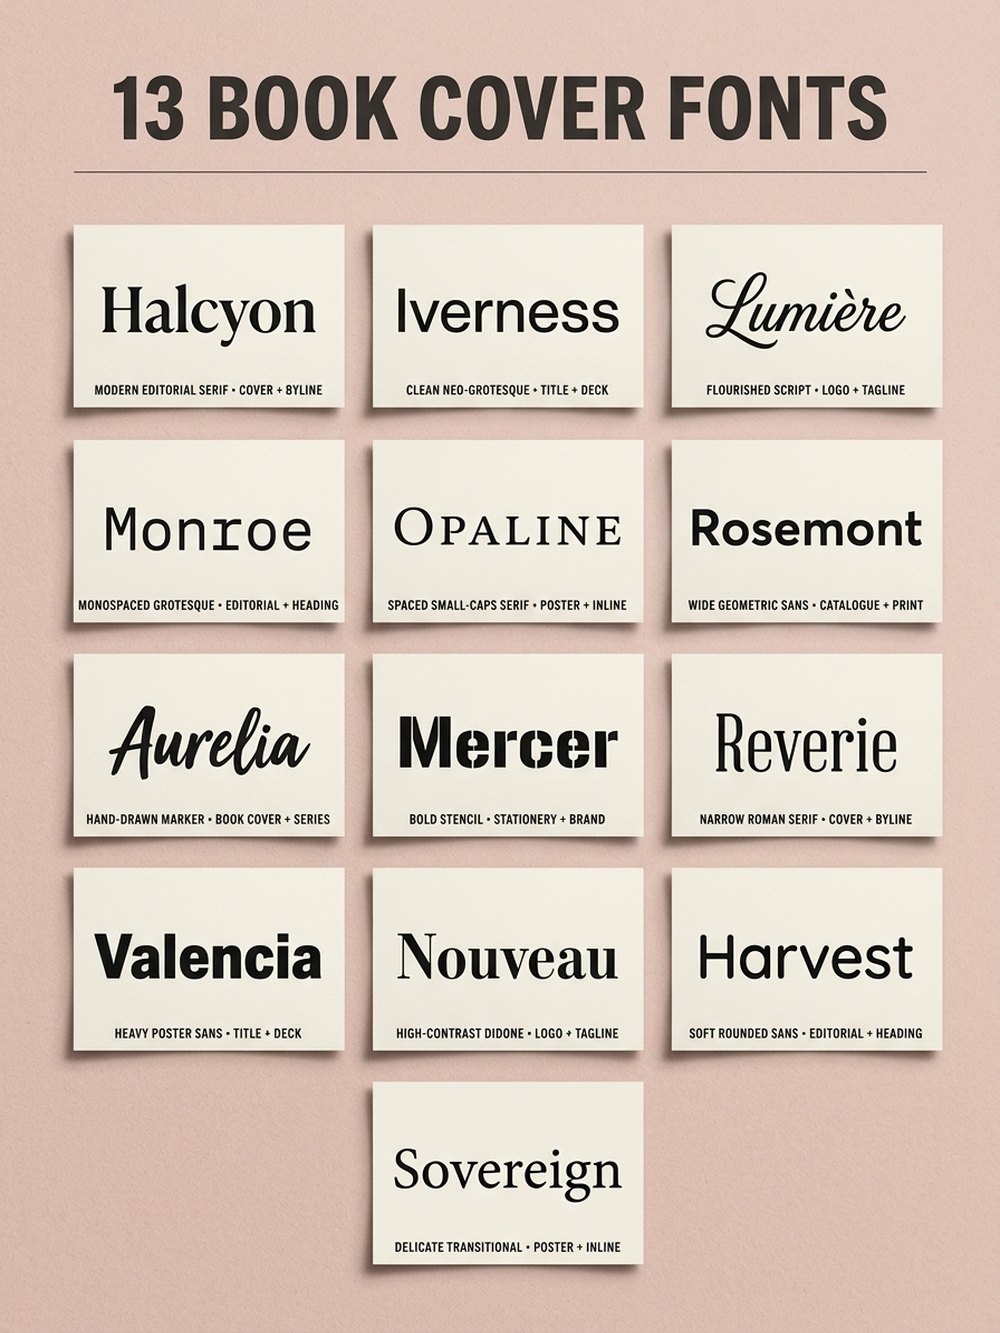 13 BOOK COVER FONTS
Halcyon
MODERN EDITORIAL SERIF • COVER + BYLINE
Iverness
CLEAN NEO-GROTESQUE • TITLE + DECK
Lumière
FLOURISHED SCRIPT • LOGO + TAGLINE
Monroe
MONOSPACED GROTESQUE • EDITORIAL + HEADING
OPALINE
SPACED SMALL-CAPS SERIF • POSTER + INLINE
Rosemont
WIDE GEOMETRIC SANS • CATALOGUE + PRINT
Aurelia
HAND-DRAWN MARKER • BOOK COVER + SERIES
Mercer
BOLD STENCIL • STATIONERY + BRAND
Reverie
NARROW ROMAN SERIF • COVER + BYLINE
Valencia
HEAVY POSTER SANS • TITLE + DECK
Nouveau
HIGH-CONTRAST DIDONE • LOGO + TAGLINE
Harvest
SOFT ROUNDED SANS • EDITORIAL + HEADING
Sovereign
DELICATE TRANSITIONAL • POSTER + INLINE